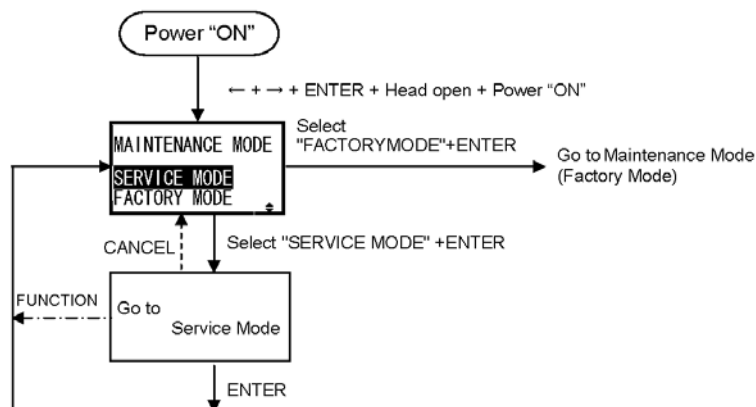 Power “ON”
← + → + ENTER + Head open + Power “ON”
MAINTENANCE MODE
SERVICE MODE
FACTORY MODE
Select
"FACTORYMODE"+ENTER
Go to Maintenance Mode
(Factory Mode)
CANCEL
Select "SERVICE MODE" +ENTER
FUNCTION
Go to
Service Mode
ENTER